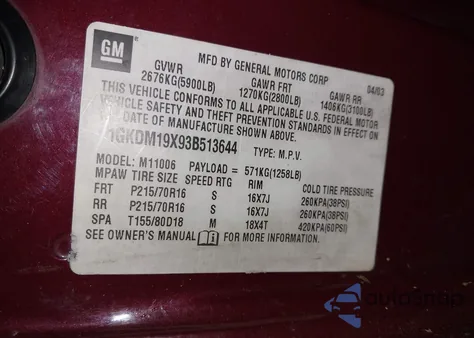 GM
MFD BY GENERAL MOTORS CORP 04/03
GVWR GAWR FRT GAWR RR
2676KG(5900LB) 1270KG(2800LB) 1406KG(3100LB)
THIS VEHICLE CONFORMS TO ALL APPLICABLE U.S. FEDERAL MOTOR
VEHICLE SAFETY AND THEFT PREVENTION STANDARDS IN EFFECT
DATE OF MANUFACTURE SHOWN ABOVE.
1GKDM19X93B513644 TYPE: M.P.V.
MODEL: M11006 PAYLOAD = 571KG(1258LB)
MPAW TIRE SIZE SPEED RTG RIM COLD TIRE PRESSURE
FRT P215/70R16 S 16X7J 260KPA(38PSI)
RR P215/70R16 S 16X7J 260KPA(38PSI)
SPA T155/80D18 M 18X4T 420KPA(60PSI)
SEE OWNER'S MANUAL i FOR MORE INFORMATION.
autosnap